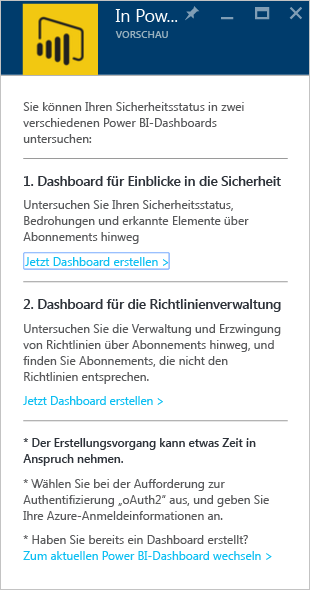 In Pow...
VORSCHAU
Sie können Ihren Sicherheitsstatus in zwei
verschiedenen Power BI-Dashboards
untersuchen:
1. Dashboard für Einblicke in die Sicherheit
Untersuchen Sie Ihren Sicherheitsstatus,
Bedrohungen und erkannte Elemente über
Abonnements hinweg
Jetzt Dashboard erstellen >
2. Dashboard für die Richtlinienverwaltung
Untersuchen Sie die Verwaltung und Erzwingung
von Richtlinien über Abonnements hinweg, und
finden Sie Abonnements, die nicht den
Richtlinien entsprechen.
Jetzt Dashboard erstellen >
* Der Erstellungsvorgang kann etwas Zeit in
Anspruch nehmen.
* Wählen Sie bei der Aufforderung zur
Authentifizierung „oAuth2" aus, und geben Sie
Ihre Azure-Anmeldeinformationen an.
* Haben Sie bereits ein Dashboard erstellt?
Zum aktuellen Power BI-Dashboard wechseln >